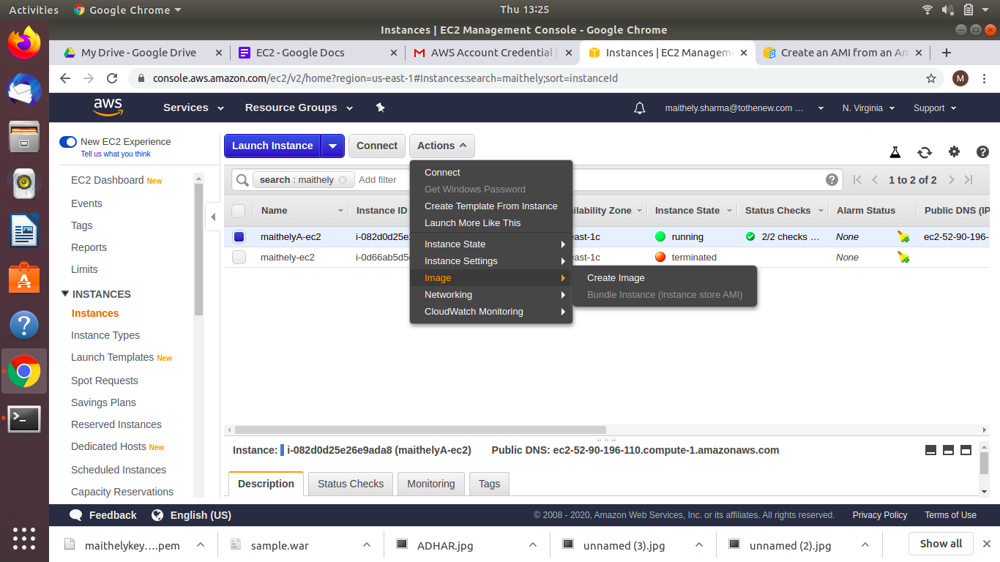 Activities Google Chrome Thu 13:25
Instances | EC2 Management Console - Google Chrome
My Drive - Google Drive EC2 - Google Docs AWS Account Credential Instances | EC2 Manageme Create an AMI from an Am
console.aws.amazon.com/ec2/v2/home?region=us-east-1#Instances:search=maithely;sort=instanceId M
aws Services Resource Groups maithely.sharma@tothenew.com ... N. Virginia Support
New EC2 Experience
Tell us what you think
EC2 Dashboard New
Events
Tags
Reports
Limits
INSTANCES
Instances
Instance Types
Launch Templates New
Spot Requests
Savings Plans
Reserved Instances
Dedicated Hosts New
Scheduled Instances
Capacity Reservations
Launch Instance Connect Actions
search : maithely Add filter 1 to 2 of 2
Name Instance ID ilability Zone Instance State Status Checks Alarm Status Public DNS (IP
maithelyA-ec2 i-082d0d25e2 east-1c running 2/2 checks ... None ec2-52-90-196-
maithely-ec2 i-0d66ab5d5 east-1c terminated None
Connect
Get Windows Password
Create Template From Instance
Launch More Like This
Instance State
Instance Settings
Image
Networking
CloudWatch Monitoring
Create Image
Bundle Instance (instance store AMI)
Instance: i-082d0d25e26e9ada8 (maithelyA-ec2) Public DNS: ec2-52-90-196-110.compute-1.amazonaws.com
Description Status Checks Monitoring Tags
Feedback English (US) © 2008 - 2020, Amazon Web Services, Inc. or its affiliates. All rights reserved. Privacy Policy Terms of Use
maithelykey....pem sample.war ADHAR.jpg unnamed (3).jpg unnamed (2).jpg Show all